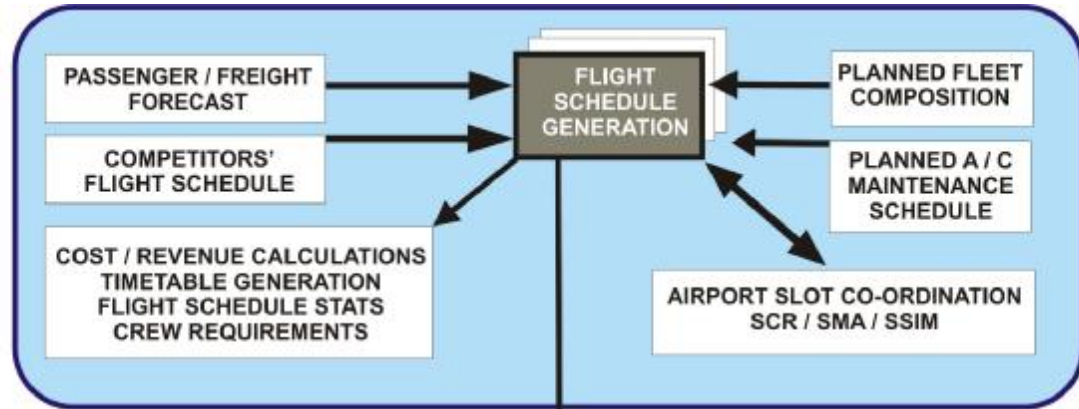 PASSENGER / FREIGHT
FORECAST
COMPETITORS'
FLIGHT SCHEDULE
COST / REVENUE CALCULATIONS
TIMETABLE GENERATION
FLIGHT SCHEDULE STATS
CREW REQUIREMENTS
FLIGHT
SCHEDULE
GENERATION
PLANNED FLEET
COMPOSITION
PLANNED A / C
MAINTENANCE
SCHEDULE
AIRPORT SLOT CO-ORDINATION
SCR / SMA / SSIM